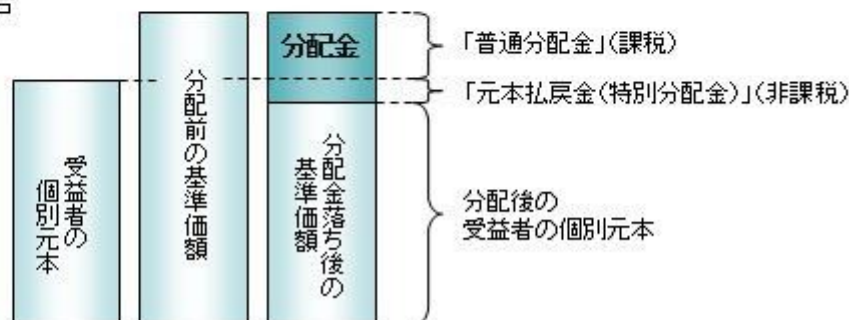 分配金
「普通分配金」(課税)
「元本払戻金(特別分配金)」(非課税)
受益者の
個別元本
分配前の基準価額
分配金落ち後の
基準価額
分配後の
受益者の個別元本